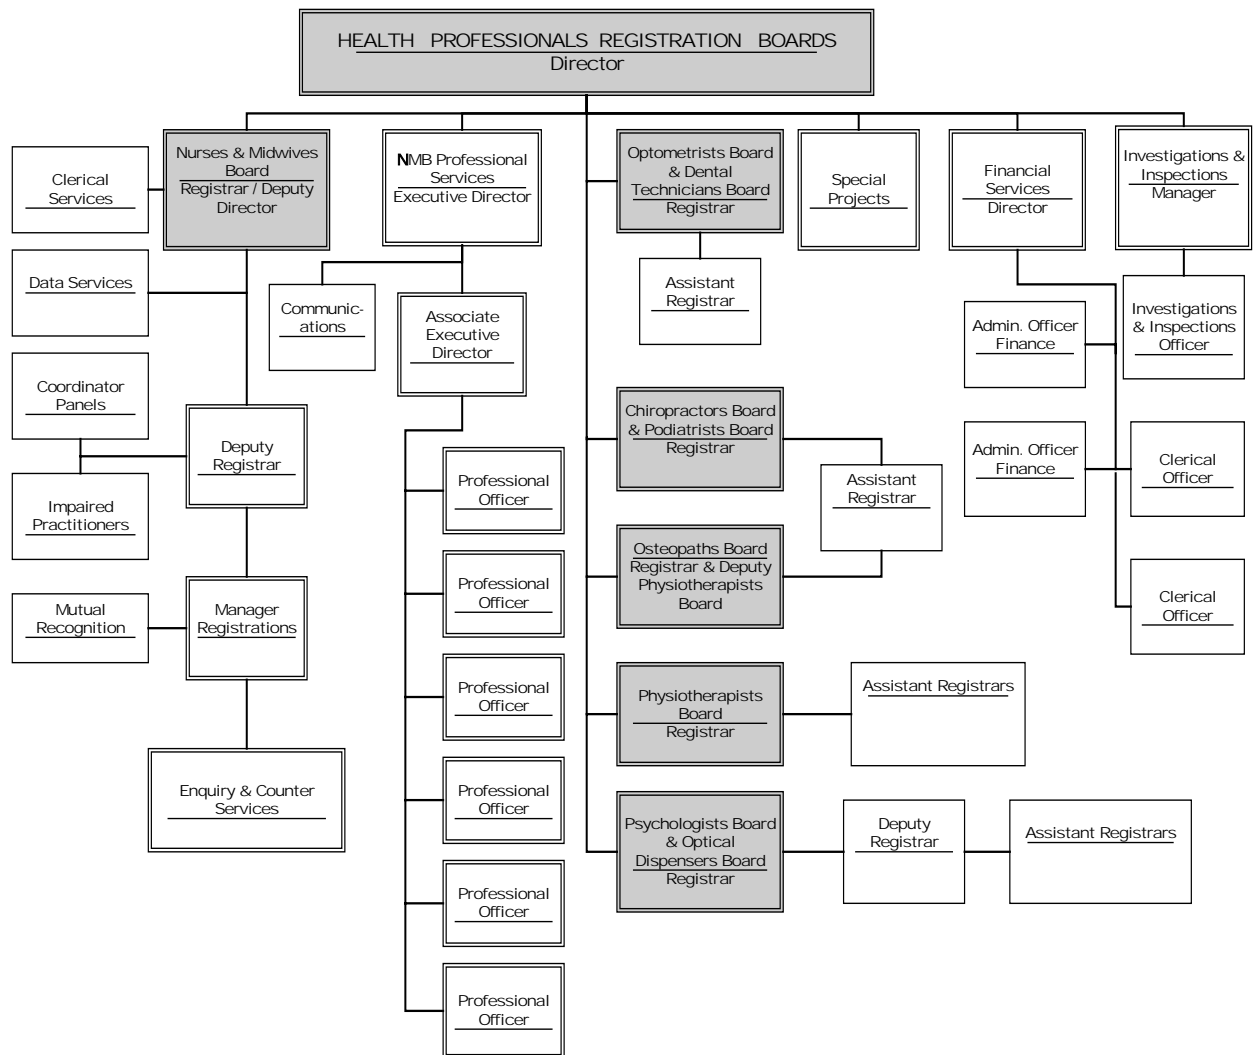 HEALTH PROFESSIONALS REGISTRATION BOARDS
Director
Nurses & Midwives
Board
Registrar / Deputy
Director
Clerical
Services
Data Services
Coordinator
Panels
Deputy
Registrar
Impaired
Practitioners
Mutual
Recognition
Manager
Registrations
Enquiry & Counter
Services
NMB Professional
Services
Executive Director
Communic-
ations
Associate
Executive
Director
Professional
Officer
Professional
Officer
Professional
Officer
Professional
Officer
Professional
Officer
Professional
Officer
Optometrists Board
& Dental
Technicians Board
Registrar
Assistant
Registrar
Chiropractors Board
& Podiatrists Board
Registrar
Assistant
Registrar
Osteopaths Board
Registrar & Deputy
Physiotherapists
Board
Physiotherapists
Board
Registrar
Assistant Registrars
Psychologists Board
& Optical
Dispensers Board
Registrar
Deputy
Registrar
Assistant Registrars
Special
Projects
Financial
Services
Director
Admin. Officer
Finance
Admin. Officer
Finance
Clerical
Officer
Clerical
Officer
Investigations &
Inspections
Manager
Investigations
& Inspections
Officer